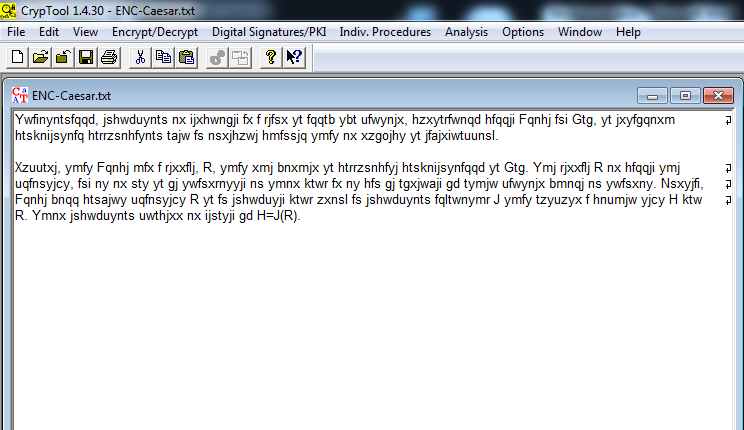 CrypTool 1.4.30 - ENC-Caesar.txt
File Edit View Encrypt/Decrypt Digital Signatures/PKI Indiv. Procedures Analysis Options Window Help
ENC-Caesar.txt
Ywfinyntsfqqd, jshwduynts nx ijxhwngji fx f rjfsx yt fqqtb ybt ufwynjx, hzxytrfwnqd hfqqji Fqnhj fsi Gtg, yt jxyfgqnxm
htsknijsynfq htrrzsnhfynts tajw fs nsxjhzwj hmfssjq ymfy nx xzgojhy yt jfajxiwtuunsl.
Xzuutxj, ymfy Fqnhj mfx f rjxxflj, R, ymfy xmj bnxmjx yt htrrzsnhfyj htsknijsynfqqd yt Gtg. Ymj rjxxflj R nx hfqqji ymj
uqfnsyjcy, fsi ny nx sty yt gj ywfsxrnyyji ns ymnx ktwr fx ny hfs gj tgxjwaji gd tymjw ufwynjx bmnqj ns ywfsxny. Nsxyjfi,
Fqnhj bnqq htsajwy uqfnsyjcy R yt fs jshwduyji ktwr zxnsl fs jshwduynts fqltwnymr J ymfy tzyuzyx f hnumjw yjcy H ktw
R. Ymnx jshwduynts uwthjxx nx ijstyji gd H=J(R).